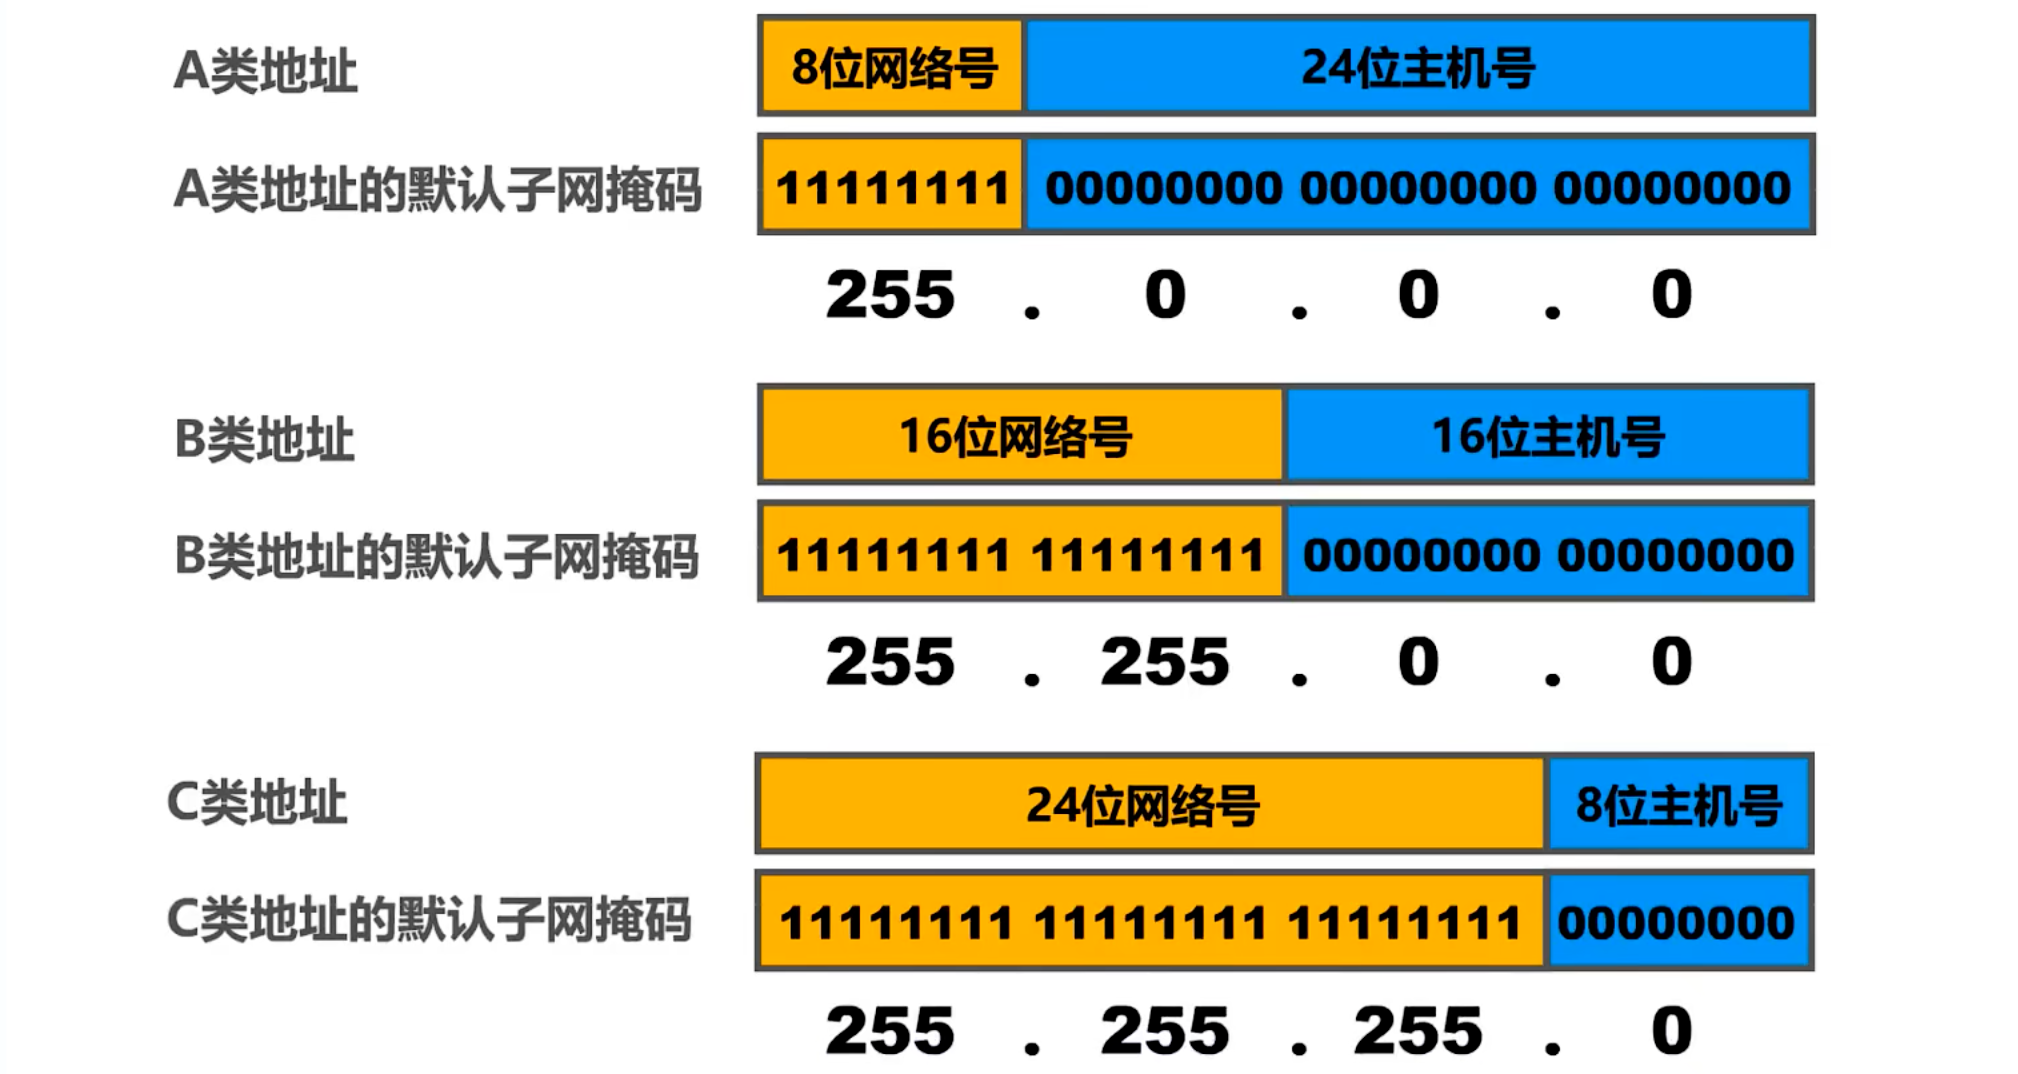 A类地址 8位网络号 24位主机号
A类地址的默认子网掩码 11111111 00000000 00000000 00000000
255 . 0 . 0 . 0
B类地址 16位网络号 16位主机号
B类地址的默认子网掩码 11111111 11111111 00000000 00000000
255 . 255 . 0 . 0
C类地址 24位网络号 8位主机号
C类地址的默认子网掩码 11111111 11111111 11111111 00000000
255 . 255 . 255 . 0